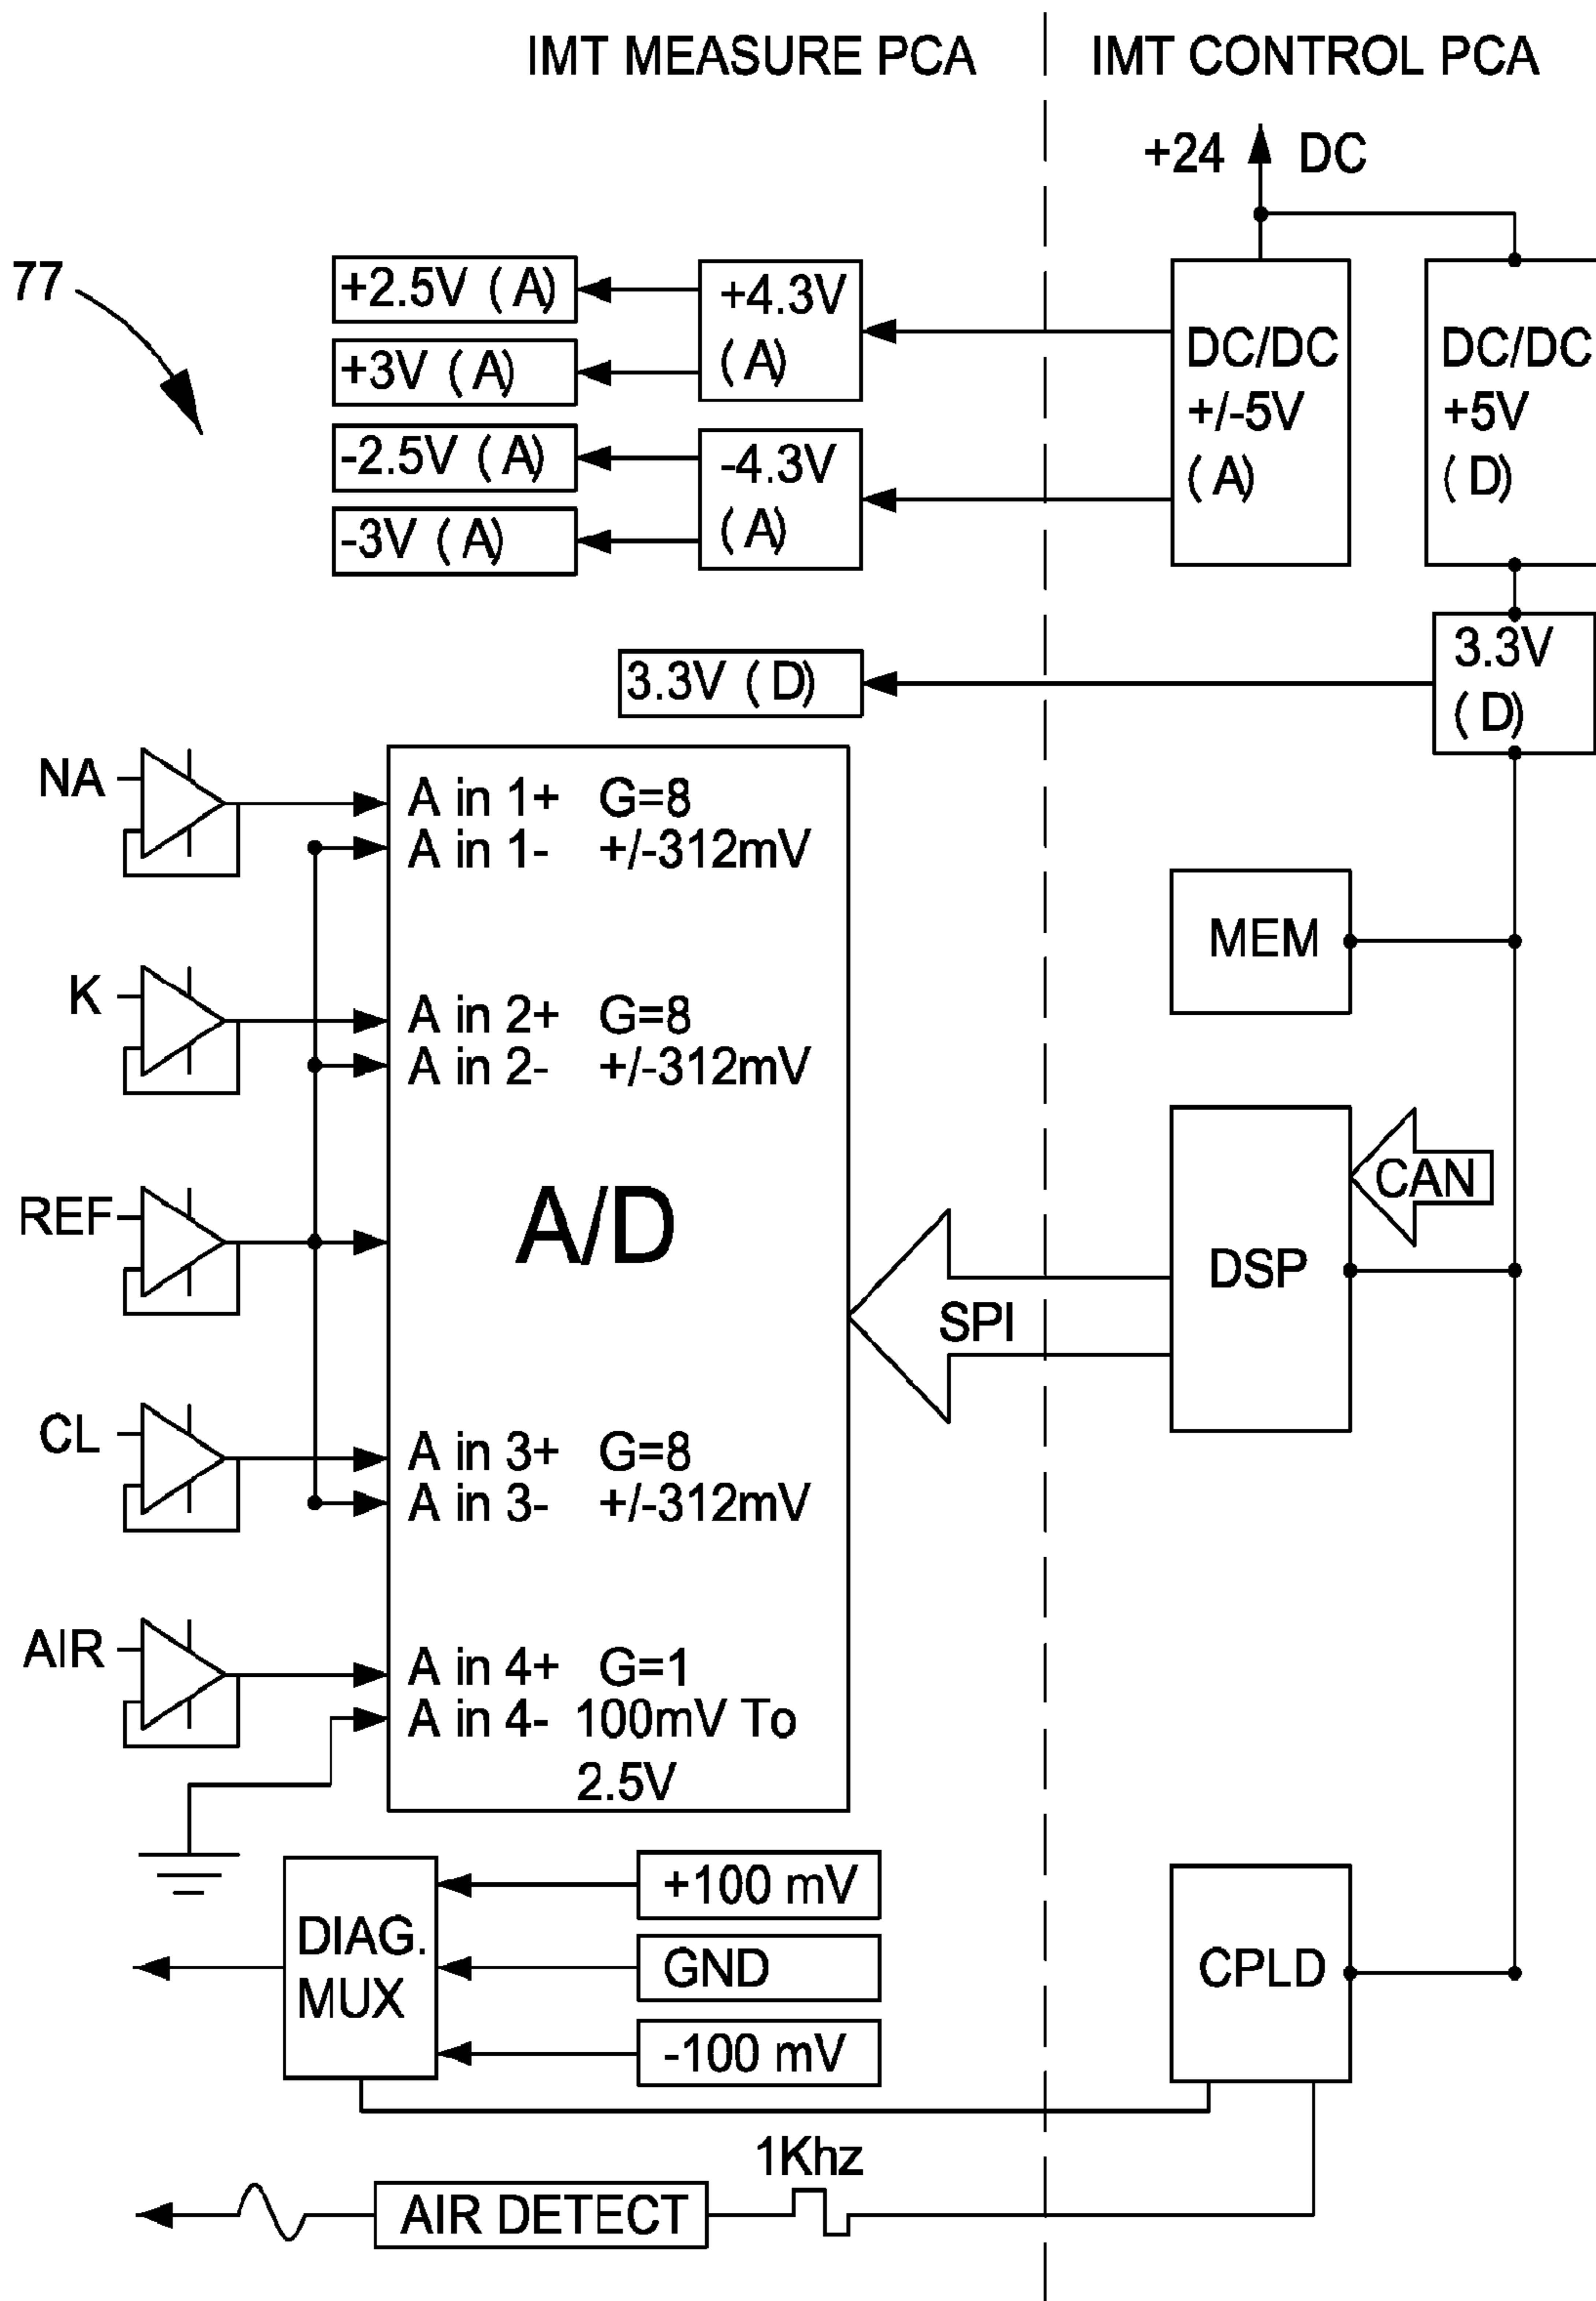 IMT MEASURE PCA
IMT CONTROL PCA
+24 DC
77
+2.5V (A)
+3V (A)
-2.5V (A)
-3V (A)
+4.3V
(A)
-4.3V
(A)
DC/DC
+/-5V
(A)
DC/DC
+5V
(D)
3.3V (D)
3.3V
(D)
NA
A in 1+ G=8
A in 1- +/-312mV
K
A in 2+ G=8
A in 2- +/-312mV
REF
A/D
CL
A in 3+ G=8
A in 3- +/-312mV
AIR
A in 4+ G=1
A in 4- 100mV To
2.5V
MEM
CAN
DSP
SPI
DIAG.
MUX
+100 mV
GND
-100 mV
CPLD
1Khz
AIR DETECT